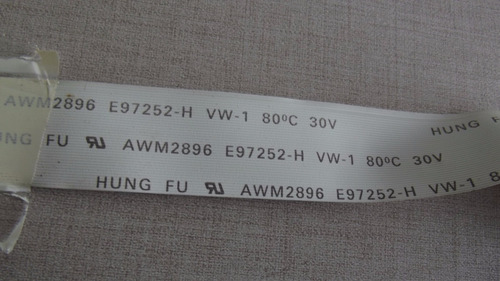 AWM2896 E97252-H VW-1 80ºC 30V HUNG FU
NG FU AWM2896 E97252-H VW-1 80ºC 30V
HUNG FU AWM2896 E97252-H VW-1 8